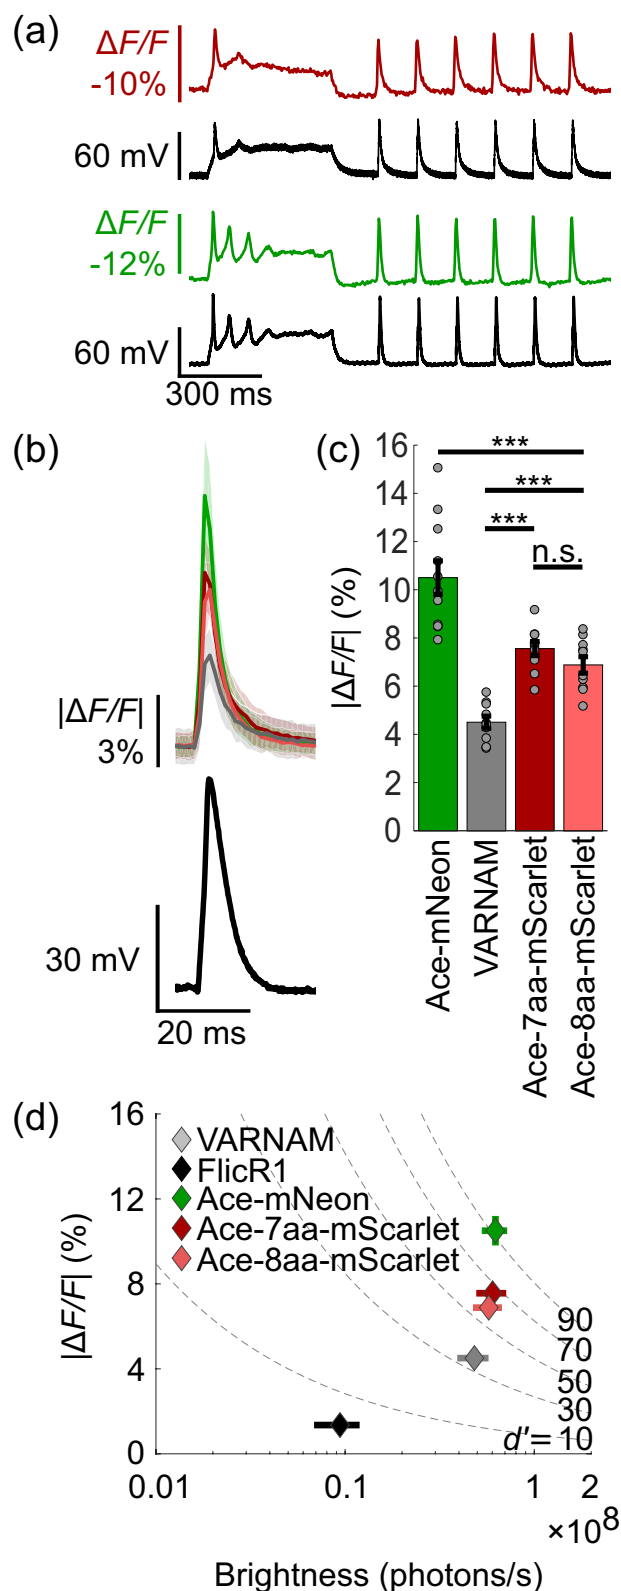 (a)
ΔF/F
-10%
60 mV
ΔF/F
-12%
60 mV
300 ms
(b)
|ΔF/F|
3%
30 mV
20 ms
(c)
|ΔF/F| (%)
16
14
12
10
8
6
4
2
0
***
***
***
n.s.
Ace-mNeon
VARNAM
Ace-7aa-mScarlet
Ace-8aa-mScarlet
(d)
|ΔF/F| (%)
16
12
8
4
0
VARNAM
FlicR1
Ace-mNeon
Ace-7aa-mScarlet
Ace-8aa-mScarlet
90
70
50
30
d'= 10
0.01 0.1 1 2
×10⁸
Brightness (photons/s)